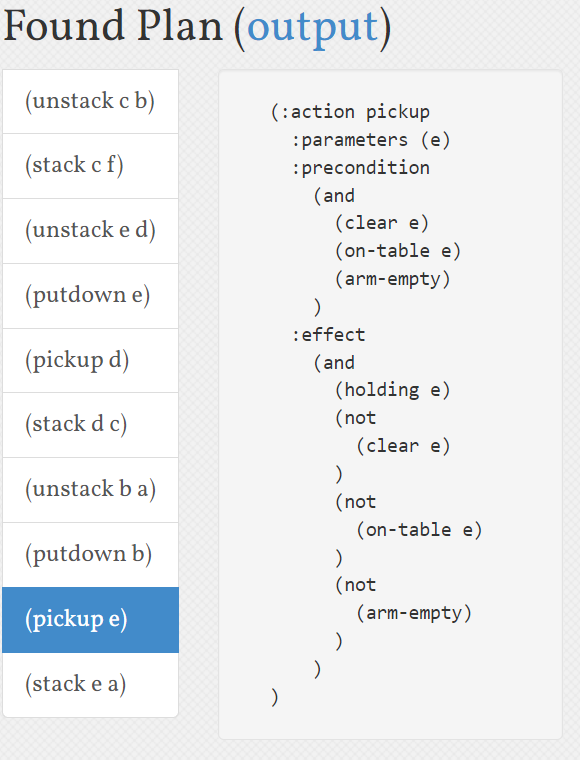 Found Plan (output)
(unstack c b)
(stack c f)
(unstack e d)
(putdown e)
(pickup d)
(stack d c)
(unstack b a)
(putdown b)
(pickup e)
(stack e a)
(:action pickup
  :parameters (e)
  :precondition
    (and
      (clear e)
      (on-table e)
      (arm-empty)
    )
  :effect
    (and
      (holding e)
      (not
        (clear e)
      )
      (not
        (on-table e)
      )
      (not
        (arm-empty)
      )
    )
)